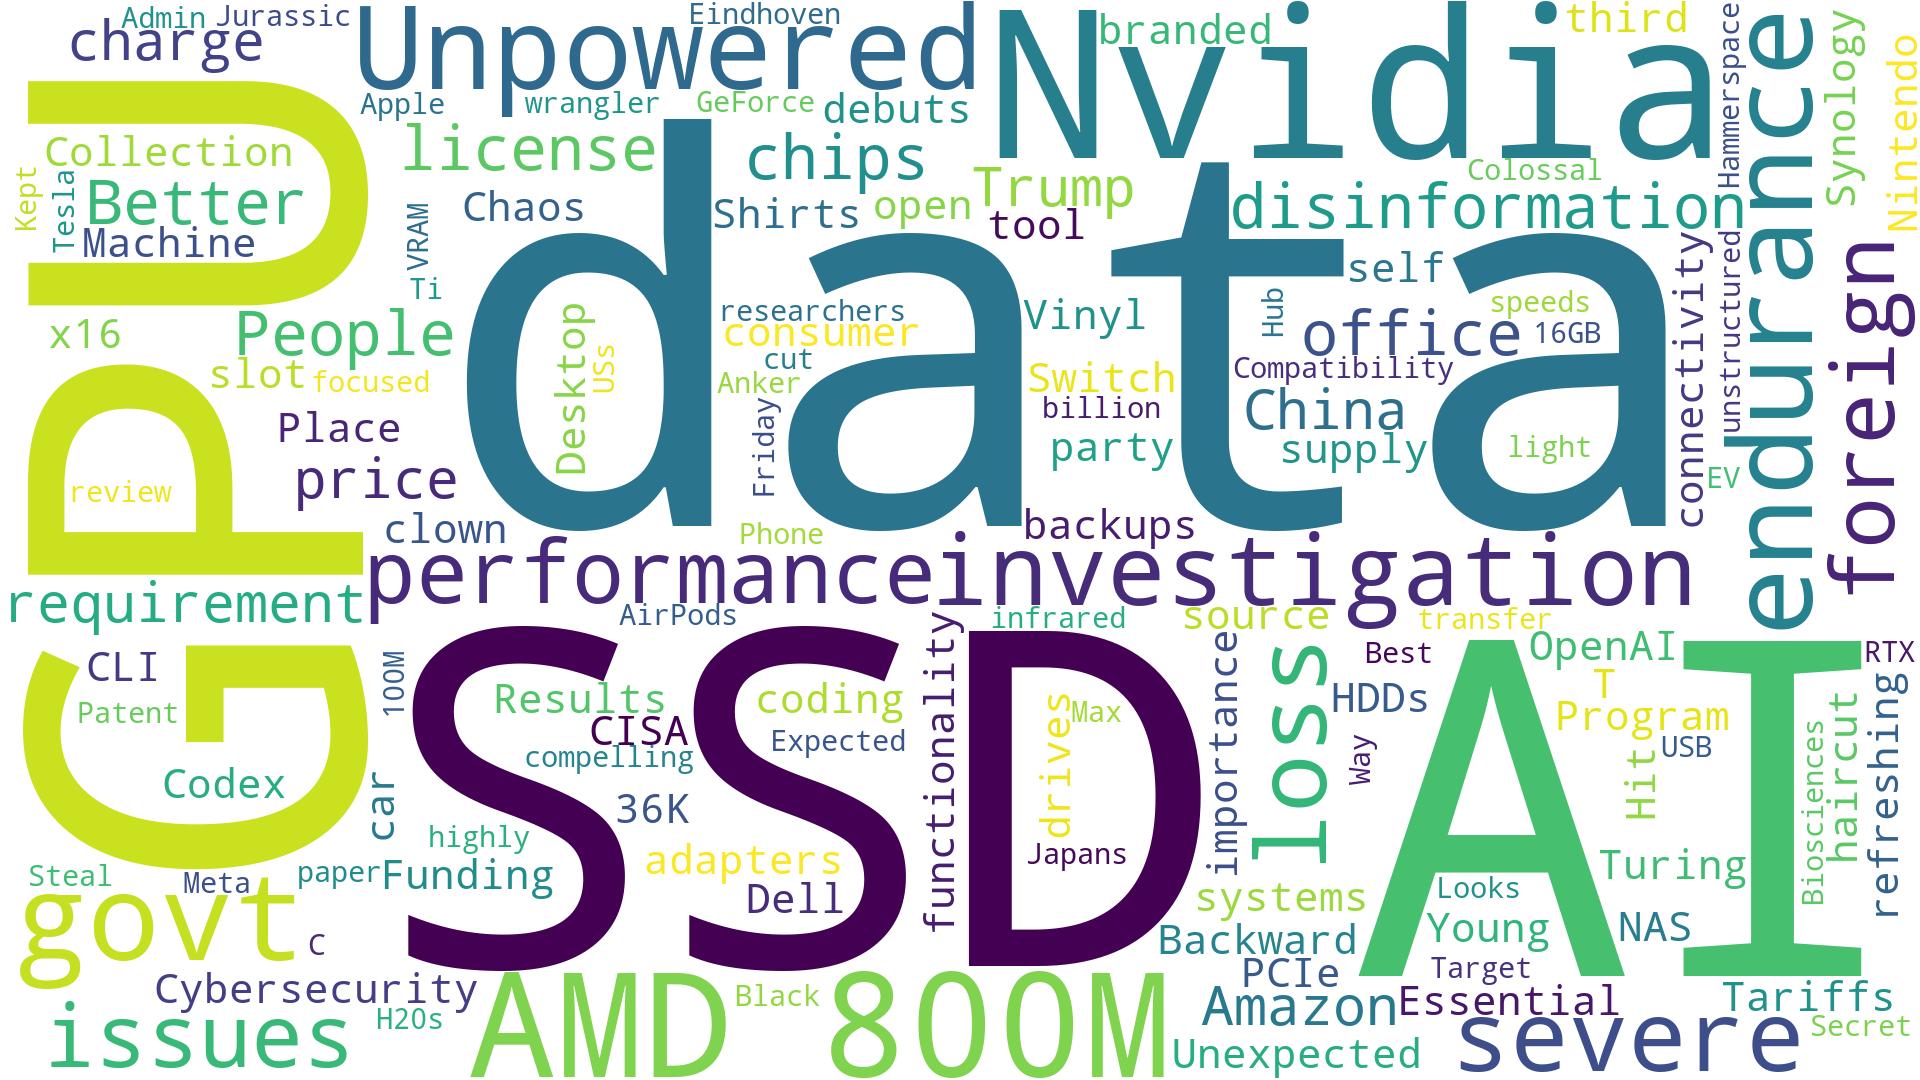 Admin
Jurassic
charge
Unpowered
Eindhoven
Nvidia
branded
third
Hammerspace
endurance
Synology
Nintendo
Apple
wrangler
GeForce
debuts
GPU
Collection
Kept
Tesla
Better
Machine
license
chips
Colossal
Trump
disinformation
VRAM
Chaos
Shirts
open
tool
data
Ti
x16
People
slot
focused
Desktop
USs
researchers
consumer
cut
Anker
Friday
Vinyl
Hub
self
speeds
office
16GB
Switch
Compatibility
billion
China
party
supply
light
connectivity
unstructured
EV
foreign
Place
price
review
clown
Phone
backups
performance
investigation
requirement
AirPods
infrared
source
transfer
CLI
Patent
100M
SSD
Results
CISA
coding
compelling
Expected
functionality
drives
Max
importance
loss
Best
HDDs
Way
AI
OpenAI
RTX
T
Program
USB
Hit
Biosciences
haircut
refreshing
Codex
car
36K
highly
adapters
Japans
Turing
Steal
Meta
paper
Funding
Dell
systems
Looks
Young
NAS
govt
C
Backward
PCIe
Target
Cybersecurity
H20s
issues
AMD
Black
800M
Amazon
Essential
Tariffs
Unexpected
severe
Secret